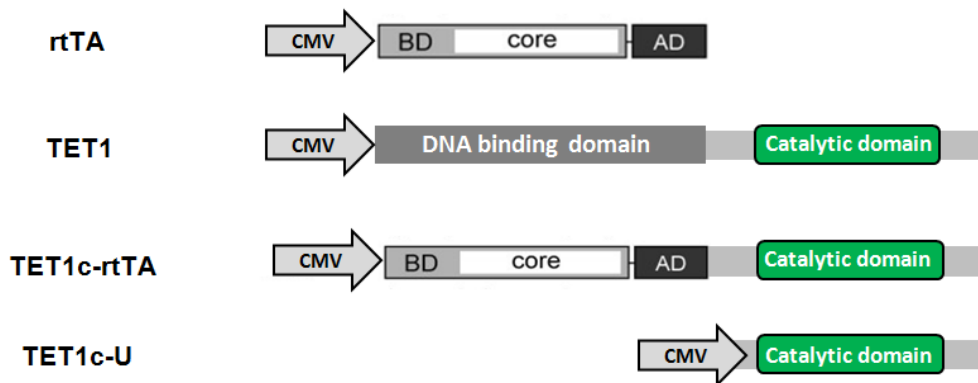 rtTA CMV BD core AD
TET1 CMV DNA binding domain Catalytic domain
TET1c-rtTA CMV BD core AD Catalytic domain
TET1c-U CMV Catalytic domain